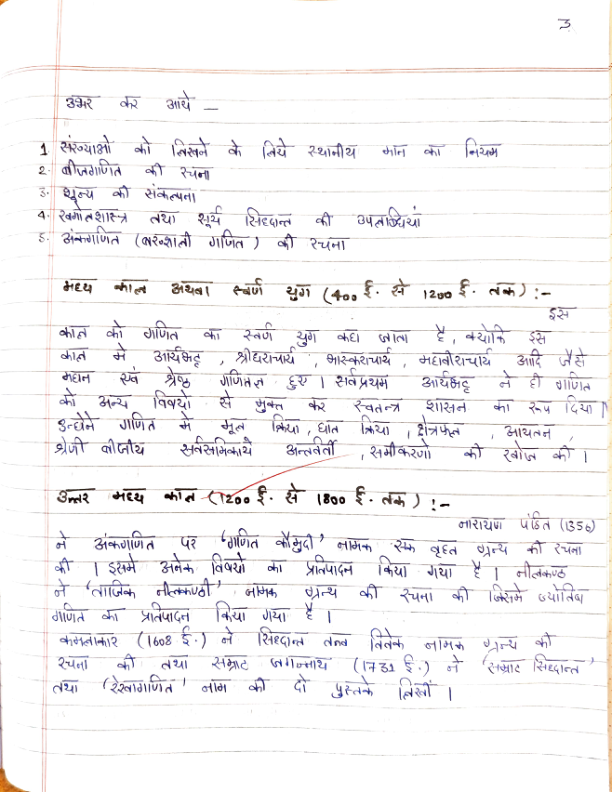 3
उभर कर आये —
1 संख्याओ को लिखने के लिये स्थानीय मान का नियम
2. बीजगणित की रचना
3. शून्य की संकल्पना
4. खगोलशास्त्र तथा सूर्य सिद्दान्त की उपलब्धियां
5. अंकगणित (बख्शाली गणित) की रचना
मध्य काल अथवा स्वर्ण युग (400 ई. से 1200 ई. तक) :-
इस
काल को गणित का स्वर्ण युग कहा जाता है, क्योकि इस
काल मे आर्यभट्ट, श्रीधराचार्य, भास्कराचार्य, महावीराचार्य आदि जैसे
महान एवं श्रेष्ठ गणितज्ञ हुए। सर्वप्रथम आर्यभट्ट ने ही गणित
को अन्य विषयो से मुक्त कर स्वतन्त्र शासन का रूप दिया।
उन्होने गणित मे मूल क्रिया, घात क्रिया, क्षेत्रफल, आयतन,
श्रेणी बीजीय सर्वसमिकाये अन्तर्वर्ती, समीकरणो की खोज की।
उत्तर मध्य काल (1200 ई. से 1800 ई. तक) :-
नारायण पंडित (1356)
ने अंकगणित पर 'गणित कौमुदी' नामक एक वृहत ग्रन्थ की रचना
की। इसमे अनेक विषयो का प्रतिपादन किया गया है। नीलकण्ठ
ने 'ताजिक नीलकण्ठी' नामक ग्रन्थ की रचना की जिसमे ज्योतिष
गणित का प्रतिपादन किया गया है।
कमलाकार (1608 ई.) ने सिद्दान्त तत्व विवेक नामक ग्रन्थ की
रचना की तथा सम्राट जगन्नाथ (1731 ई.) ने 'सम्राट सिद्दान्त'
तथा 'रेखागणित' नाम की दो पुस्तके लिखीं।